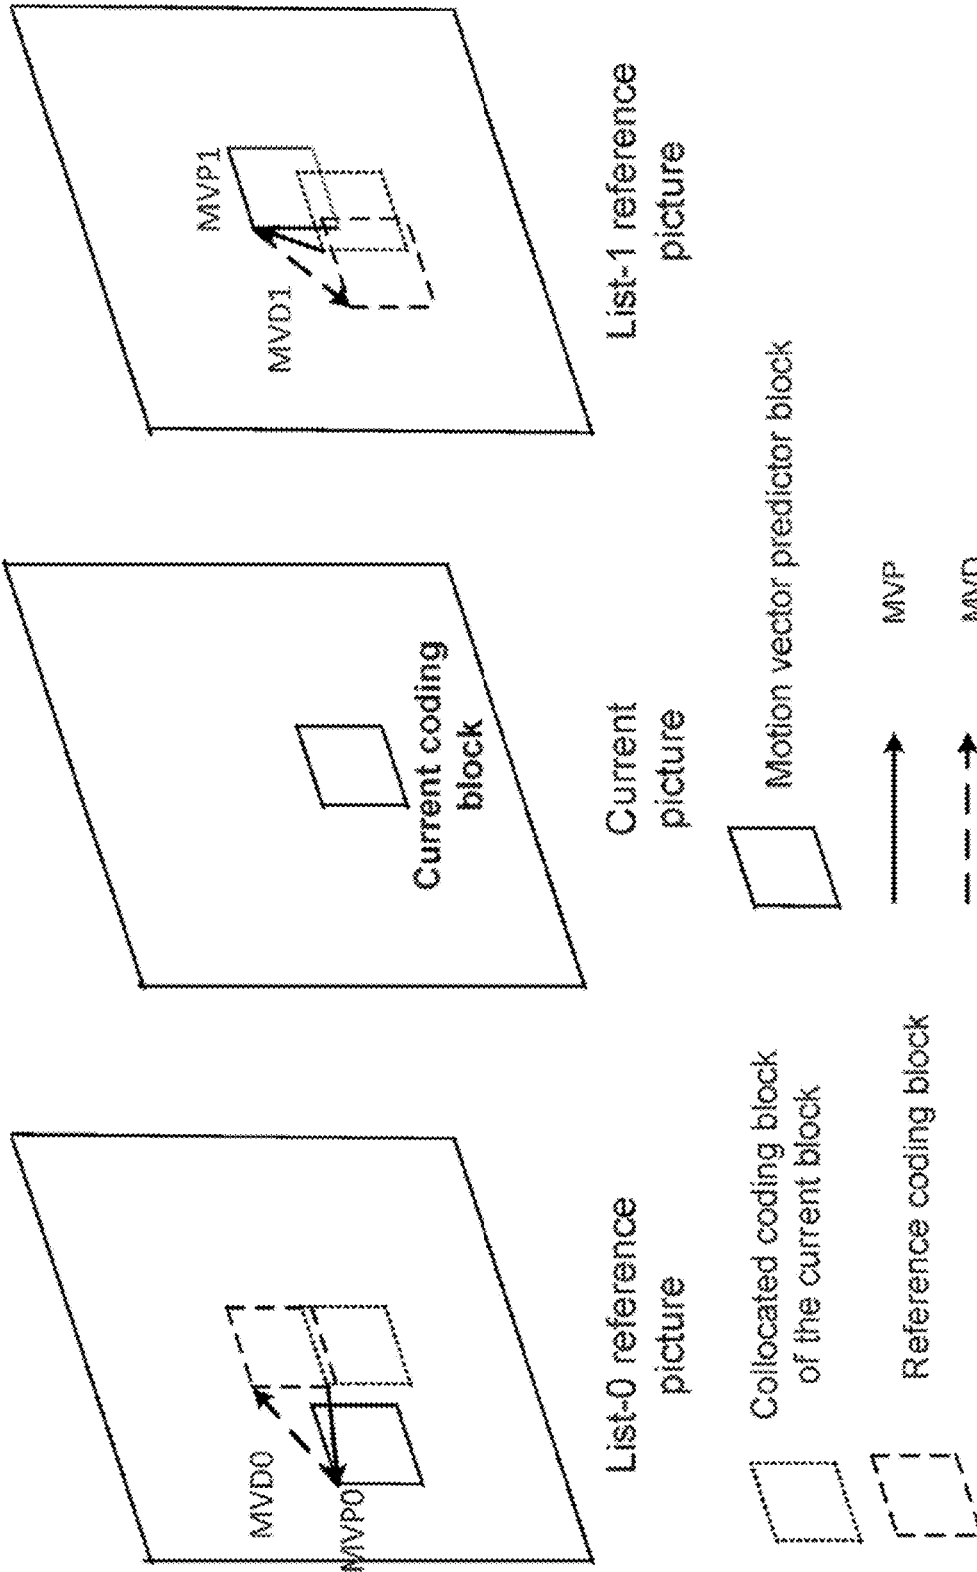 MVD0
MVP0
List-0 reference
picture
Current coding
block
Current
picture
MVP1
MVD1
List-1 reference
picture
Collocated coding block
of the current block
Reference coding block
Motion vector predictor block
MVP
MVD